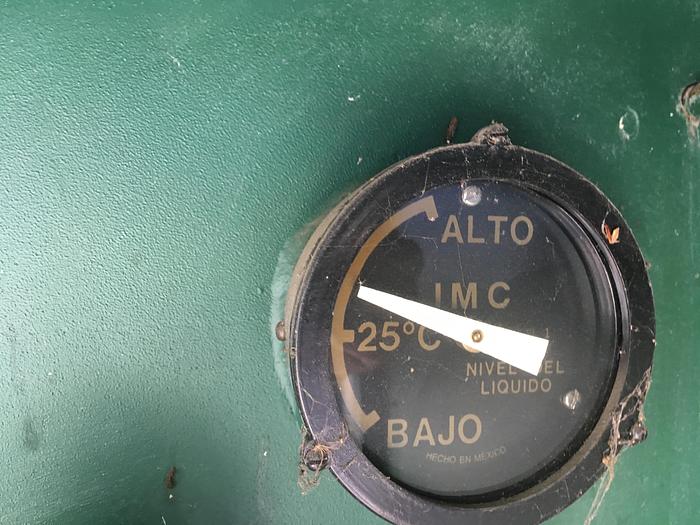 ALTO
IMC
25°C
NIVEL DEL
LIQUIDO
BAJO
HECHO EN MEXICO